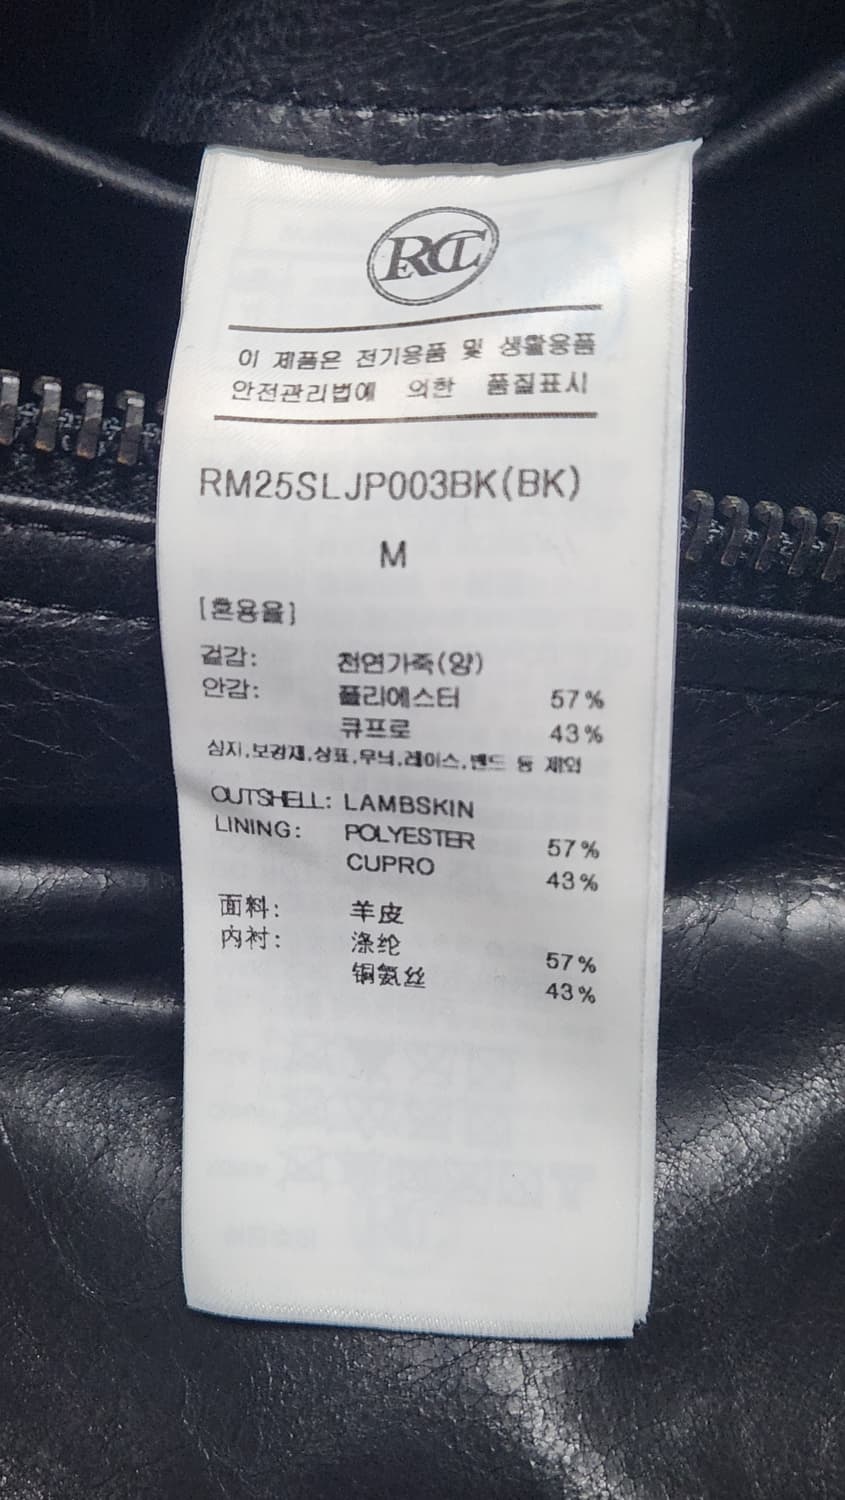 RCT
이 제품은 전기용품 및 생활용품
안전관리법에 의한 품질표시
RM25SLJP003BK(BK)
M
[혼용율]
겉감: 천연가죽(양)
안감: 폴리에스터 57%
큐프로 43%
심지,보강재,상표,무늬,레이스,밴드 등 제외
OUTSHELL: LAMBSKIN
LINING: POLYESTER 57%
CUPRO 43%
面料: 羊皮
内衬: 涤纶 57%
铜氨丝 43%